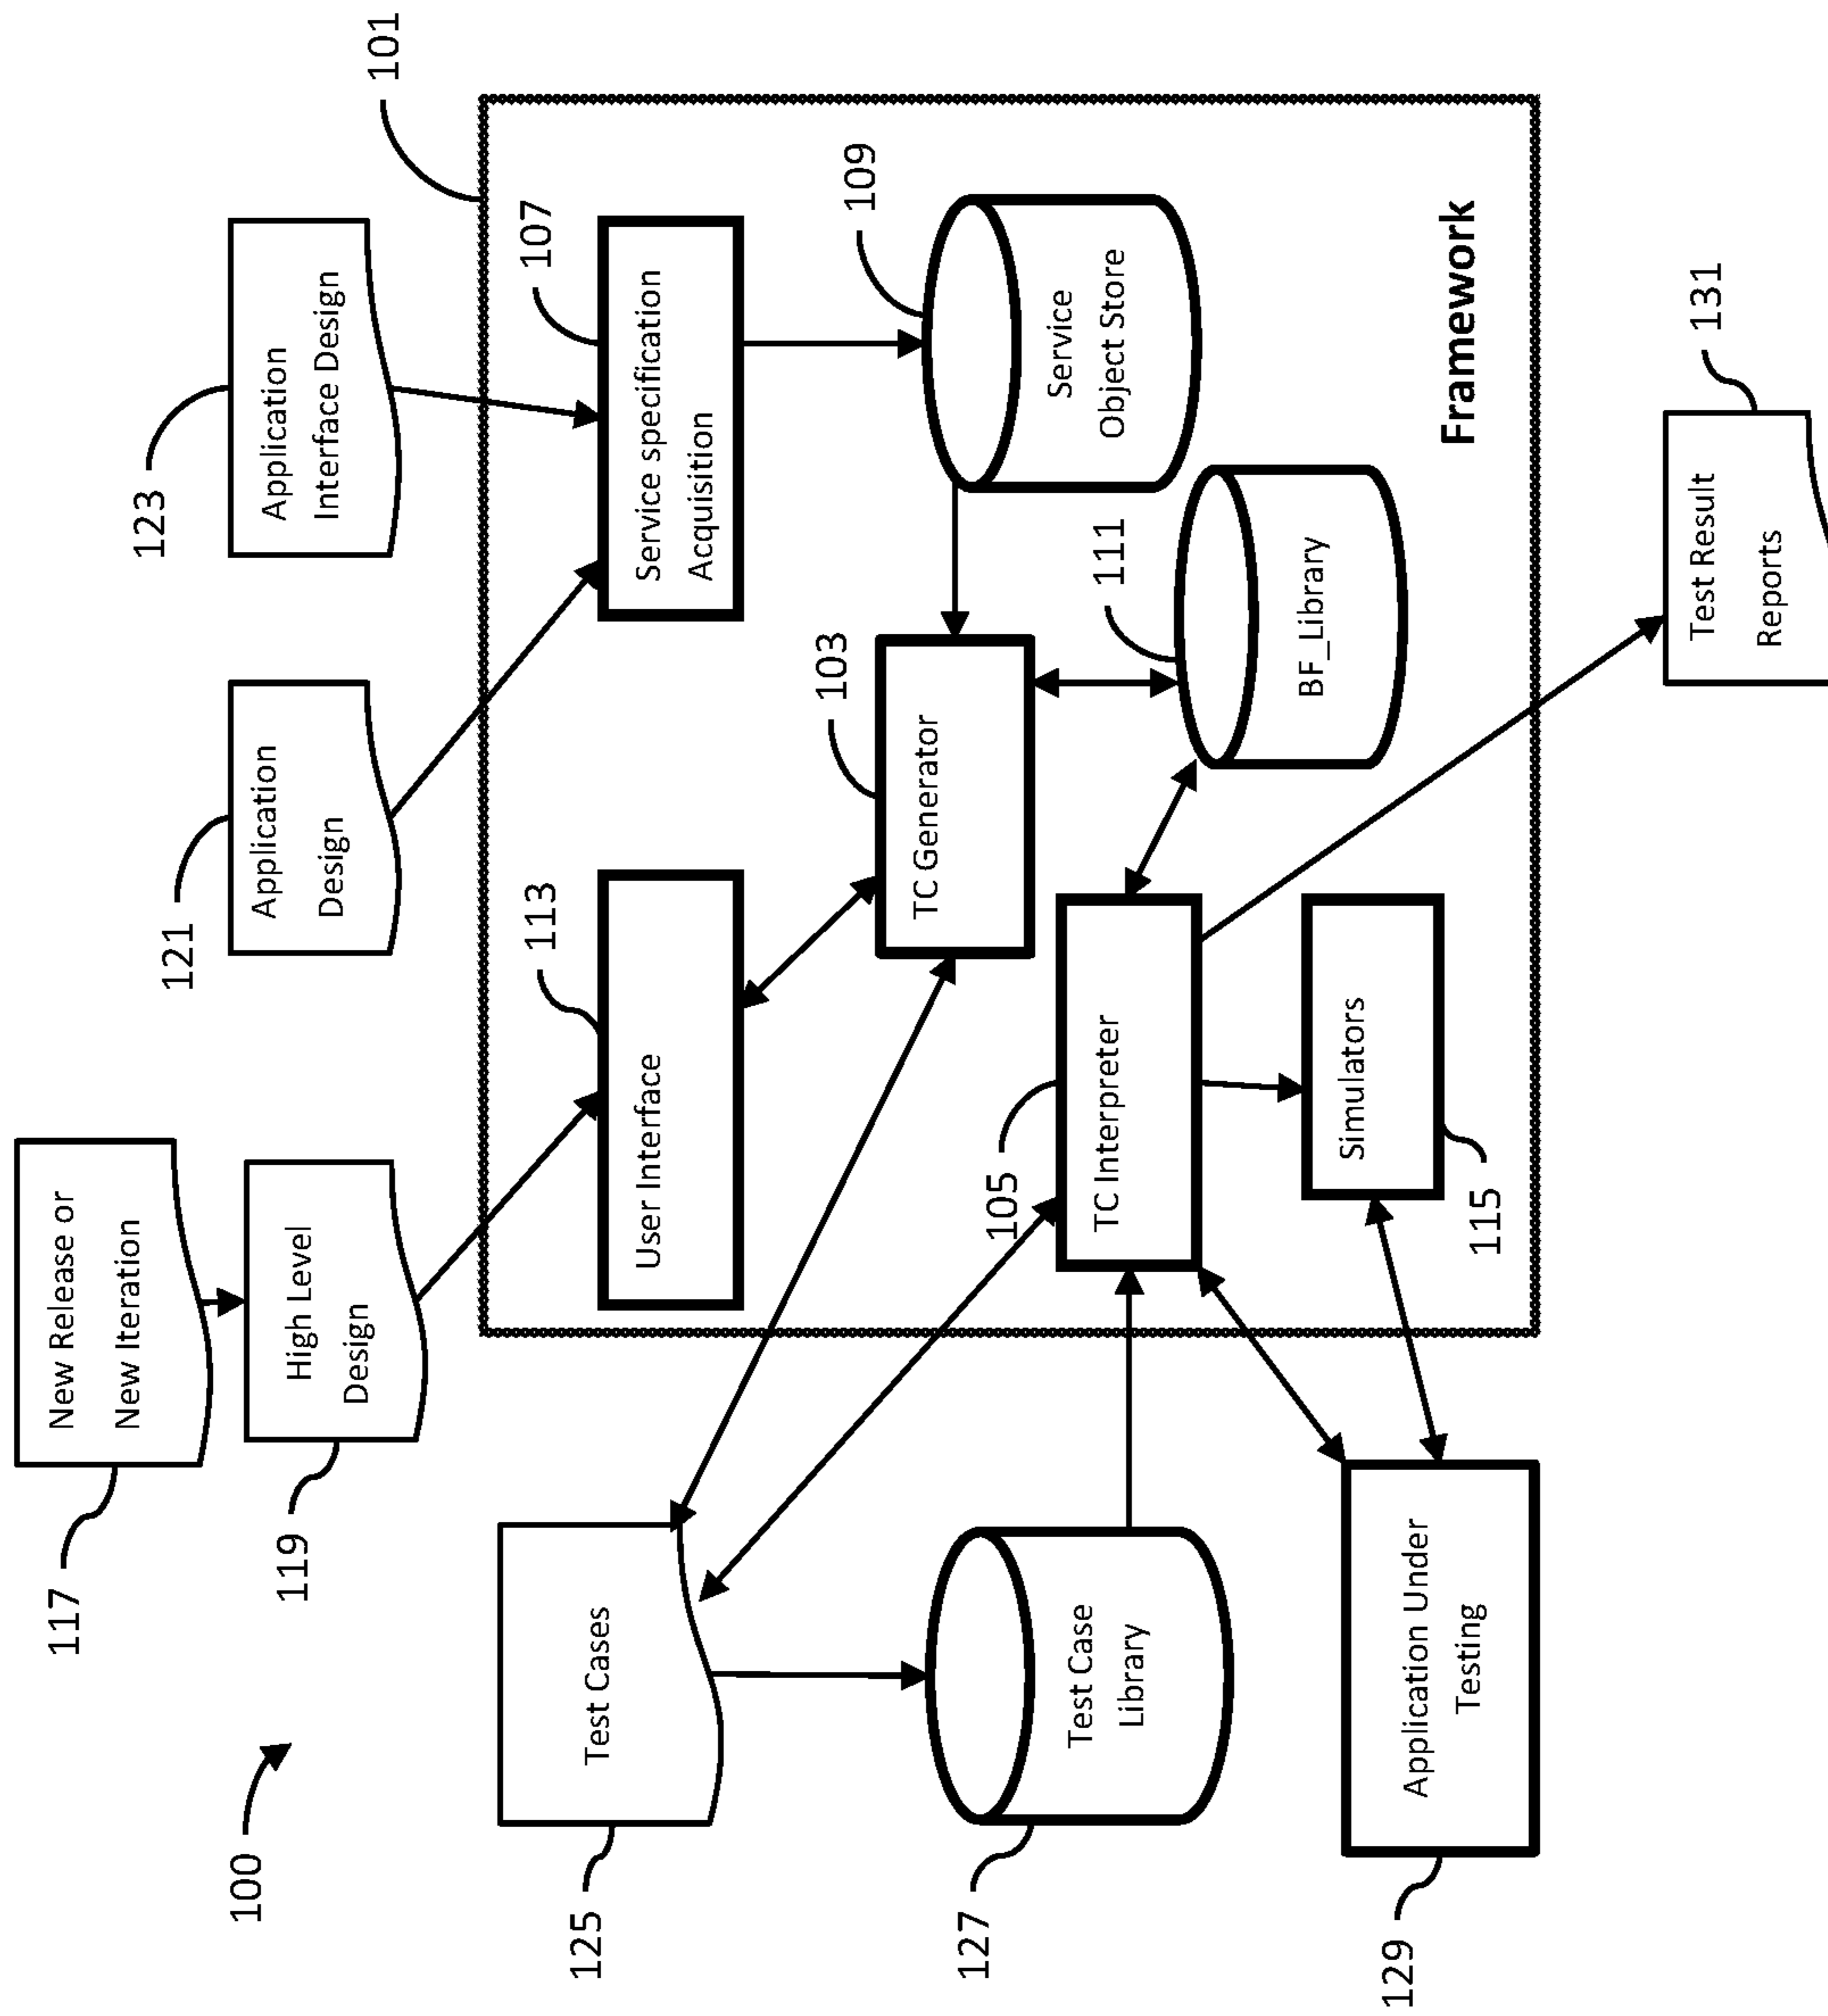 100
117
New Release or
New Iteration
119
High Level
Design
121
Application
Design
123
Application
Interface Design
101
125
Test Cases
113
User Interface
107
Service specification
Acquisition
103
TC Generator
109
Service
Object Store
127
Test Case
Library
105
TC Interpreter
111
BF_Library
129
Application Under
Testing
Simulators
115
Framework
131
Test Result
Reports